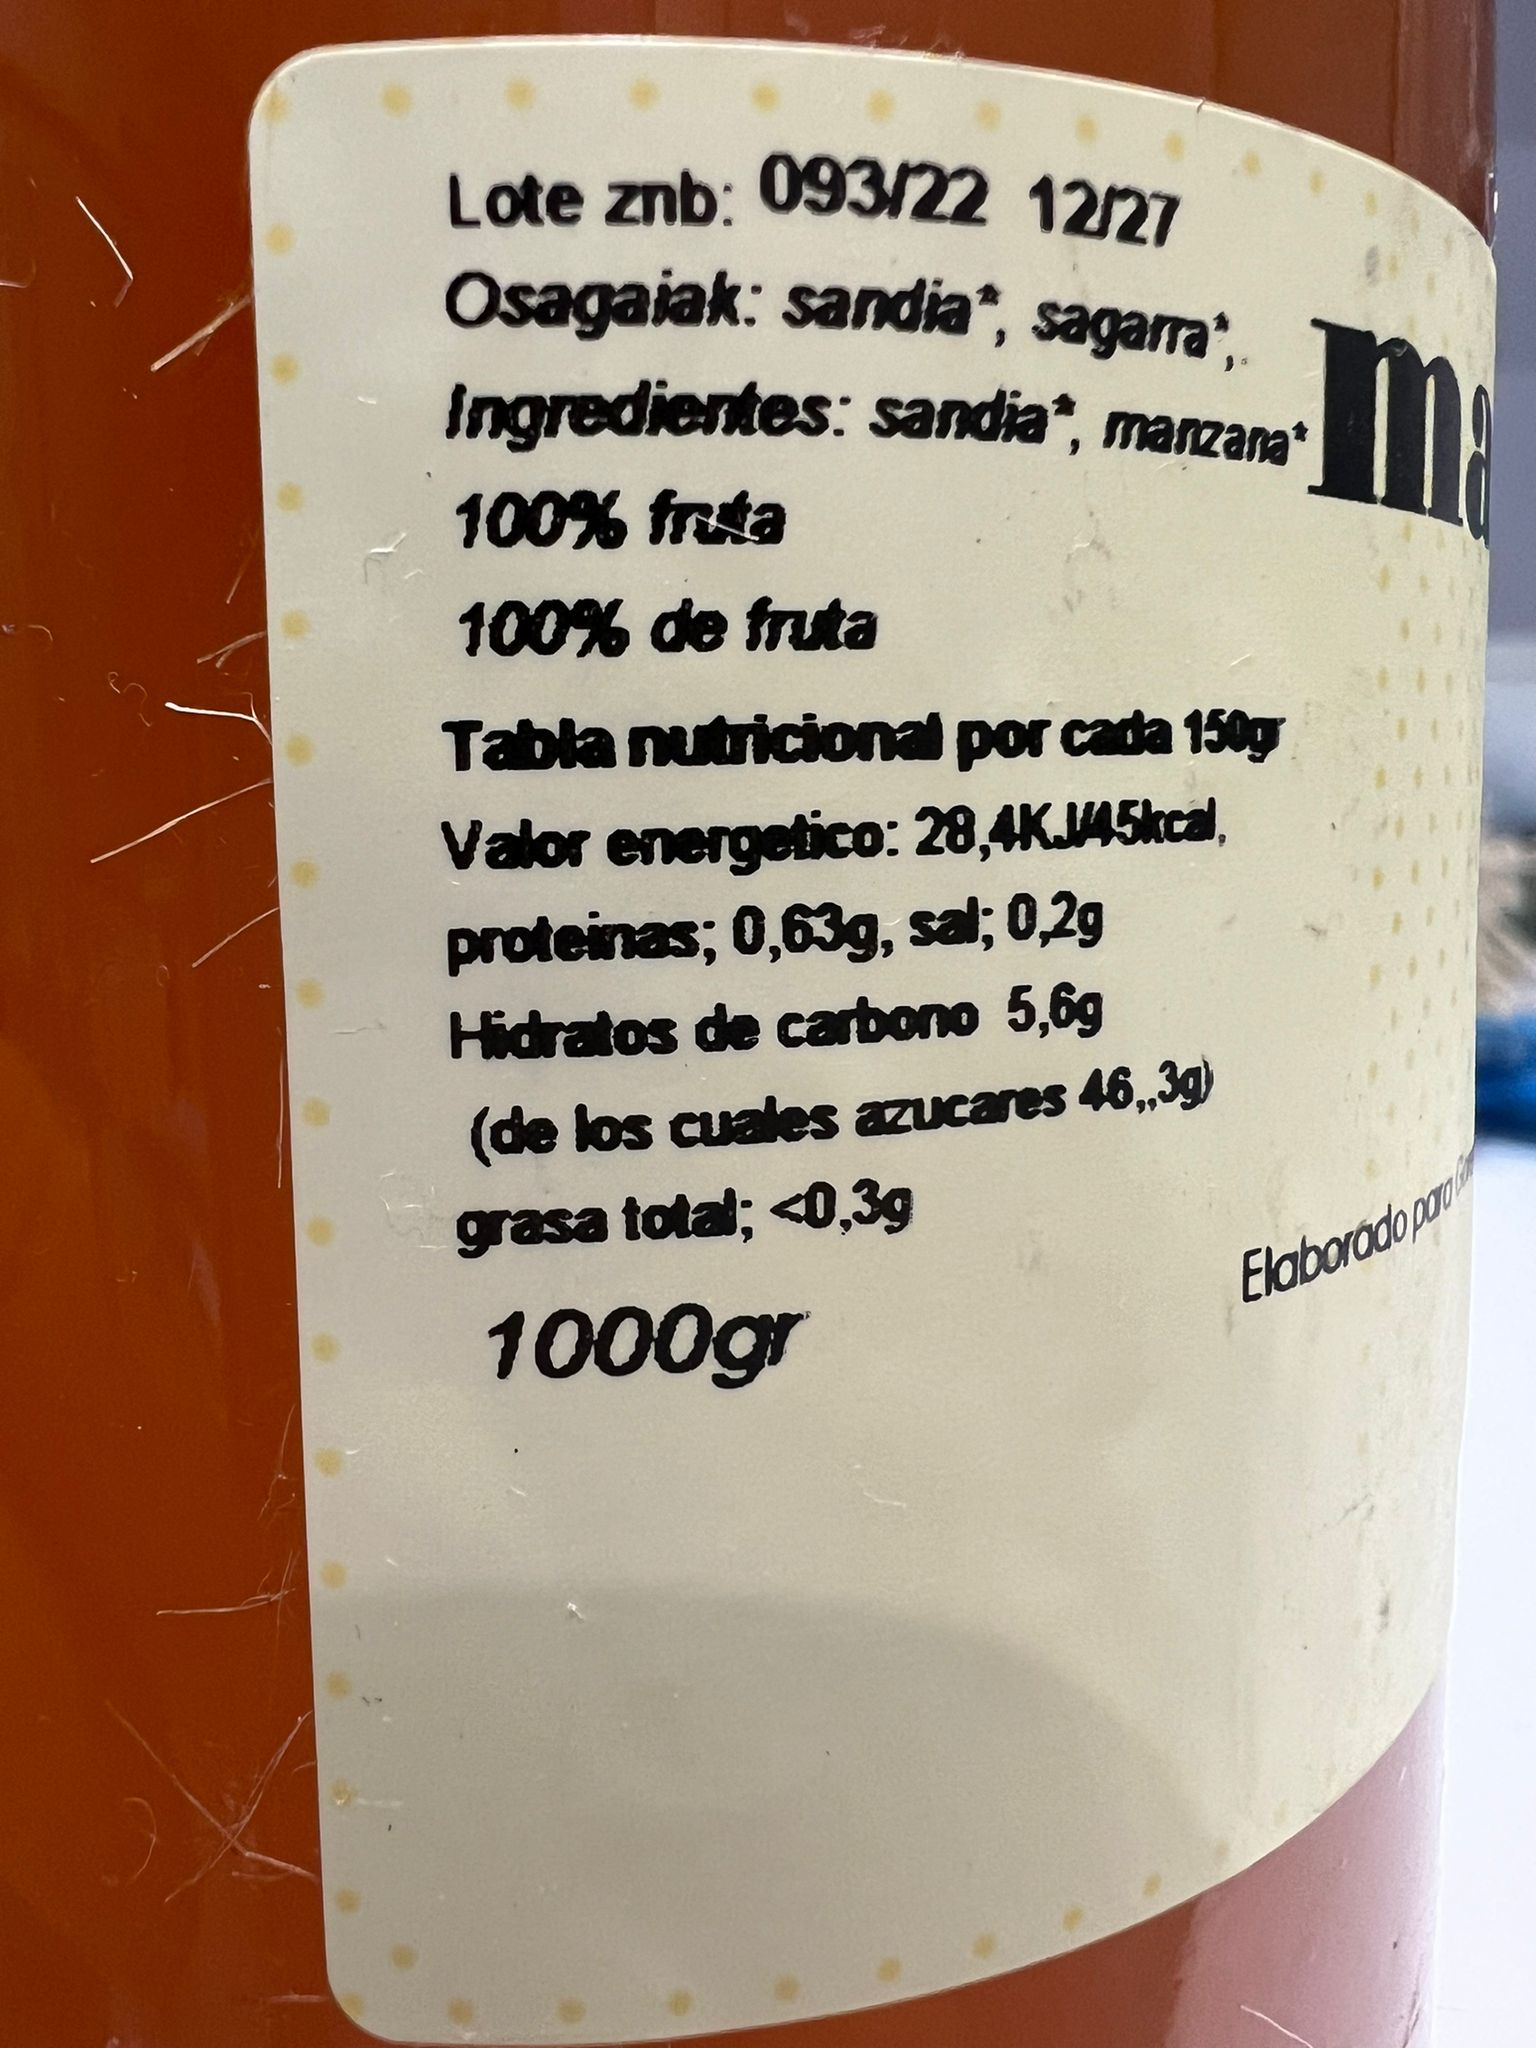 Lote znb: 093/22 12/27
Osagaiak: sandia*, sagarra*,.
Ingredientes: sandia*, manzana*
ma
100% fruta
100% de fruta
Tabla nutricional por cada 150gr
Valor energetico: 28,4KJ/45kcal,
proteinas; 0,63g, sal; 0,2g
Hidratos de carbono 5,6g
(de los cuales azucares 46,,3g)
grasa total; <0,3g
Elaborado para
1000gr